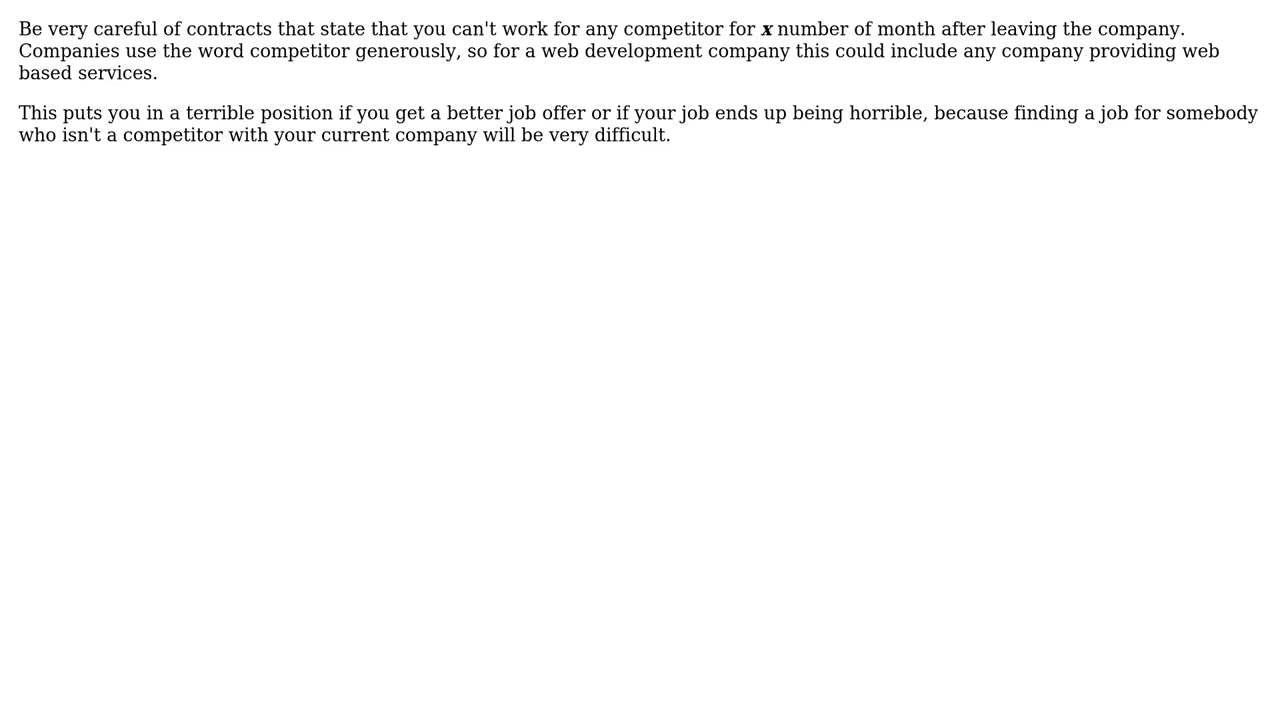 Be very careful of contracts that state that you can't work for any competitor for x number of month after leaving the company.
Companies use the word competitor generously, so for a web development company this could include any company providing web
based services.
This puts you in a terrible position if you get a better job offer or if your job ends up being horrible, because finding a job for somebody
who isn't a competitor with your current company will be very difficult.